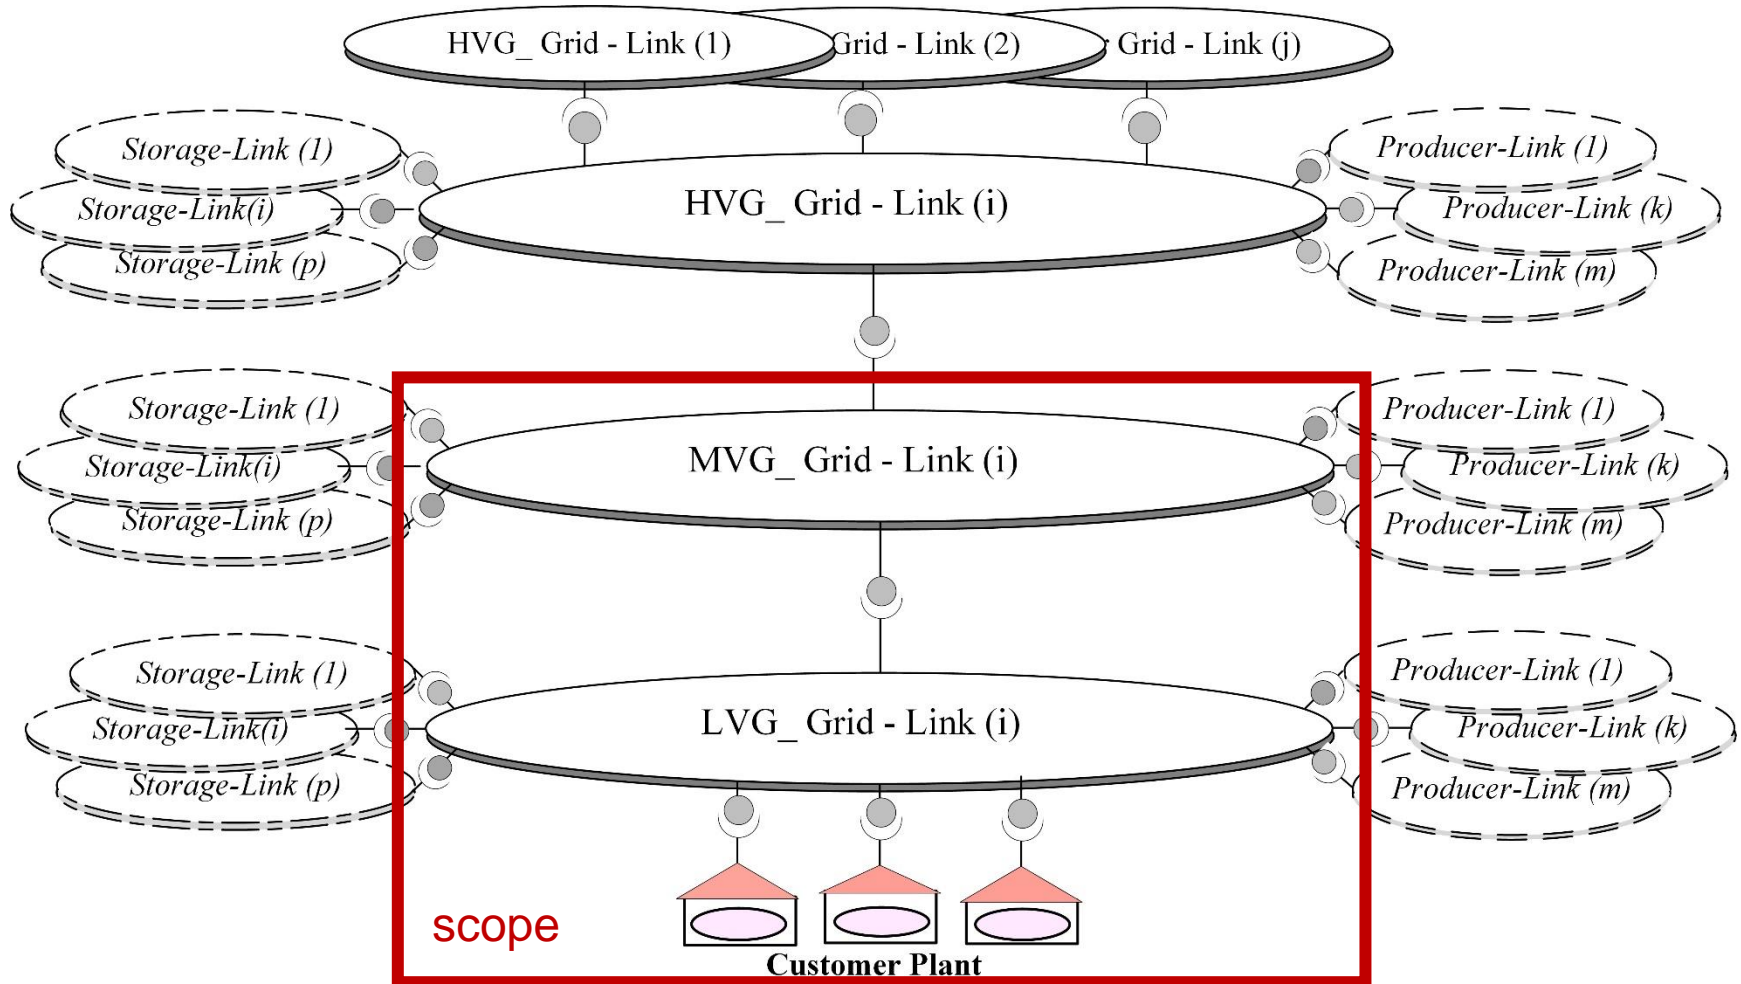 HVG_ Grid - Link (1)
Grid - Link (2)
Grid - Link (j)
Storage-Link (1)
Producer-Link (1)
HVG_ Grid - Link (i)
Storage-Link(i)
Producer-Link (k)
Storage-Link (p)
Producer-Link (m)
Storage-Link (1)
Producer-Link (1)
MVG_ Grid - Link (i)
Storage-Link(i)
Producer-Link (k)
Storage-Link (p)
Producer-Link (m)
Storage-Link (1)
Producer-Link (1)
LVG_ Grid - Link (i)
Storage-Link(i)
Producer-Link (k)
Storage-Link (p)
Producer-Link (m)
scope
Customer Plant